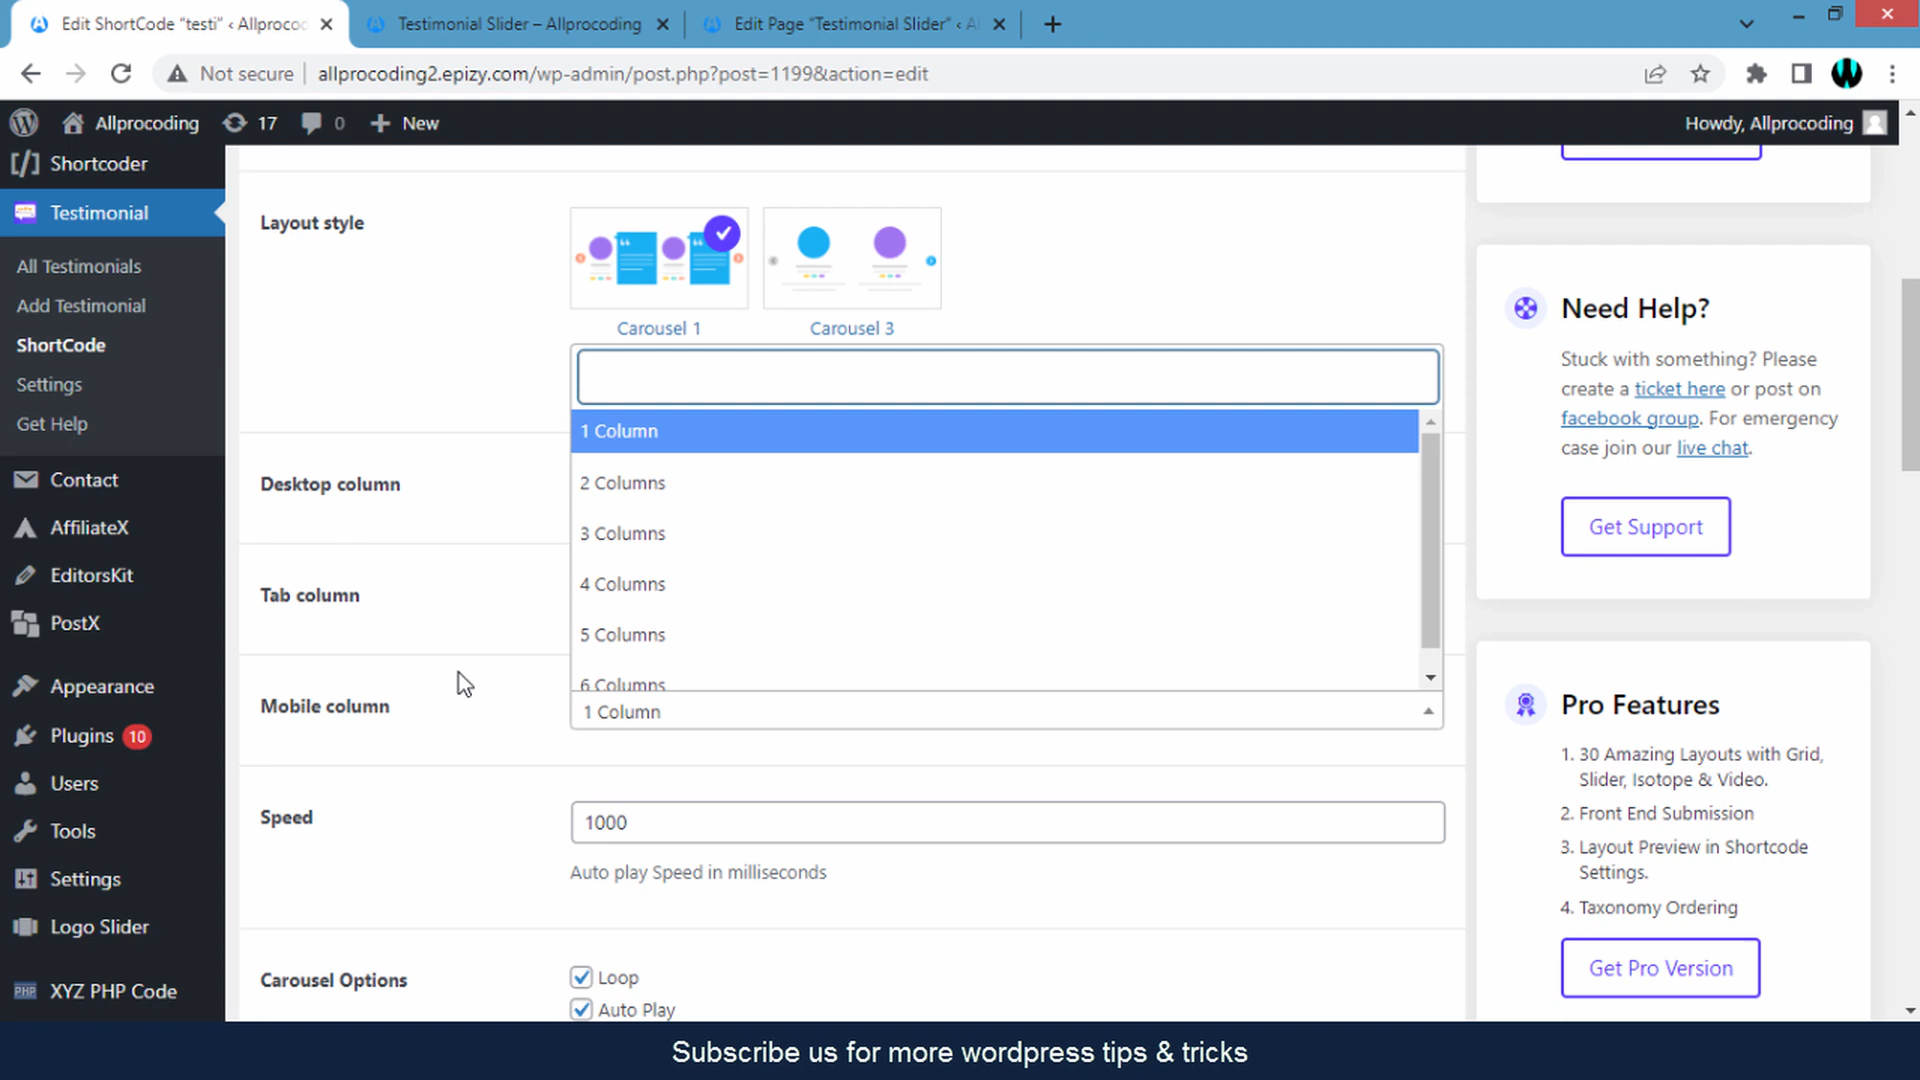 Edit ShortCode "testi" ‹ Allprocod
Testimonial Slider – Allprocoding
Edit Page "Testimonial Slider" ‹ Al
Not secure
allprocoding2.epizy.com/wp-admin/post.php?post=1199&action=edit
Allprocoding
17
0
New
Howdy, Allprocoding
Shortcoder
Testimonial
All Testimonials
Add Testimonial
ShortCode
Settings
Get Help
Contact
AffiliateX
EditorsKit
PostX
Appearance
Plugins 10
Users
Tools
Settings
Logo Slider
PHP XYZ PHP Code
Layout style
Carousel 1
Carousel 3
1 Column
2 Columns
3 Columns
4 Columns
5 Columns
6 Columns
Desktop column
Tab column
Mobile column
1 Column
Speed
1000
Auto play Speed in milliseconds
Carousel Options
Loop
Auto Play
Need Help?
Stuck with something? Please
create a ticket here or post on
facebook group. For emergency
case join our live chat.
Get Support
Pro Features
1. 30 Amazing Layouts with Grid,
Slider, Isotope & Video.
2. Front End Submission
3. Layout Preview in Shortcode
Settings.
4. Taxonomy Ordering
Get Pro Version
Subscribe us for more wordpress tips & tricks